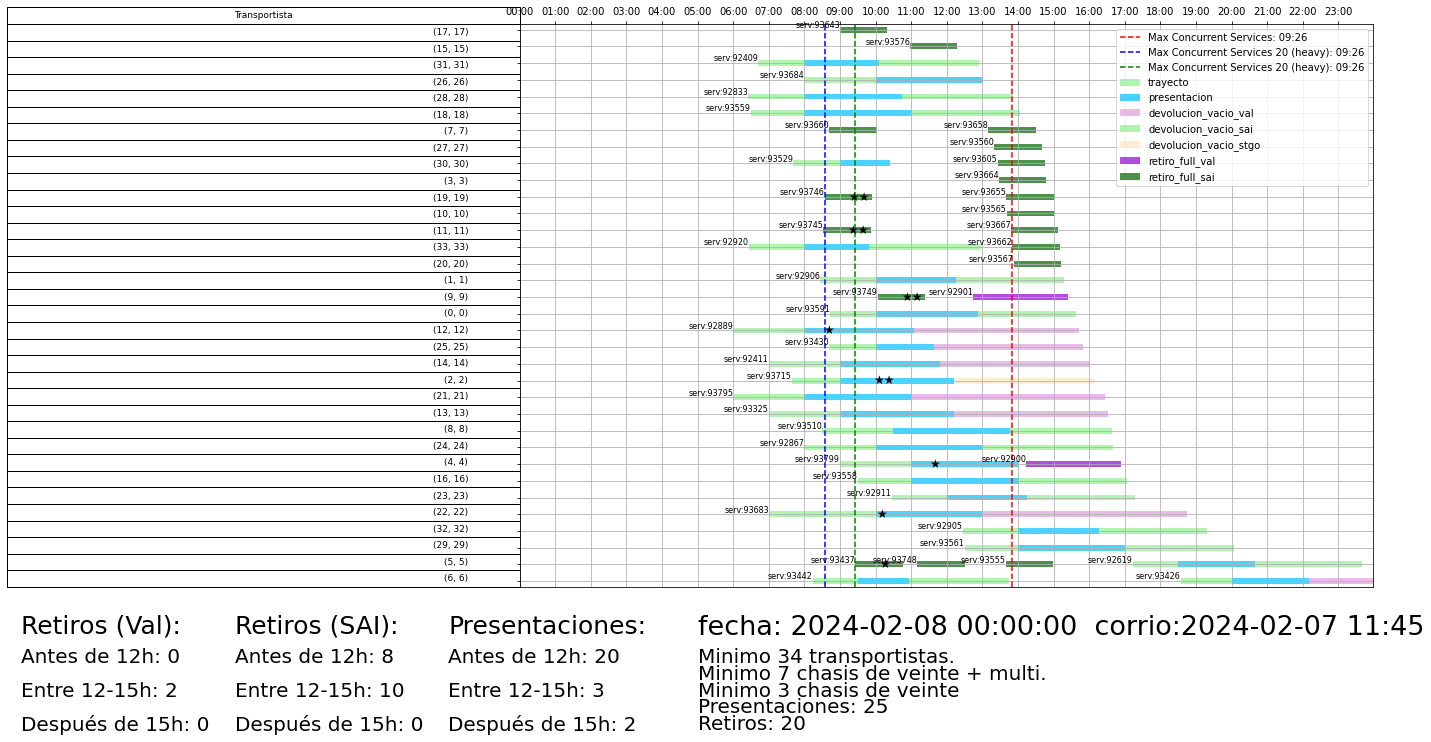 Transportista
00:00 01:00 02:00 03:00 04:00 05:00 06:00 07:00 08:00 09:00 10:00 11:00 12:00 13:00 14:00 15:00 16:00 17:00 18:00 19:00 20:00 21:00 22:00 23:00
(17, 17) serv:93643
(15, 15) serv:93576
(31, 31) serv:92409
(26, 26) serv:93684
(28, 28) serv:92833
(18, 18) serv:93559
(7, 7) serv:93660 serv:93658
(27, 27) serv:93560
(30, 30) serv:93529 serv:93605
(3, 3) serv:93664
(19, 19) serv:93746 serv:93655
(10, 10) serv:93565
(11, 11) serv:93745 serv:93667
(33, 33) serv:92920 serv:93662
(20, 20) serv:93567
(1, 1) serv:92906
(9, 9) serv:93749 serv:92901
(0, 0) serv:93591
(12, 12) serv:92889
(25, 25) serv:93430
(14, 14) serv:92411
(2, 2) serv:93715
(21, 21) serv:93795
(13, 13) serv:93325
(8, 8) serv:93510
(24, 24) serv:92867
(4, 4) serv:93799 serv:92900
(16, 16) serv:93558
(23, 23) serv:92911
(22, 22) serv:93683
(32, 32) serv:92905
(29, 29) serv:93561
(5, 5) serv:93437 serv:93748 serv:93555 serv:92619
(6, 6) serv:93442 serv:93426
Max Concurrent Services: 09:26
Max Concurrent Services 20 (heavy): 09:26
Max Concurrent Services 20 (heavy): 09:26
trayecto
presentacion
devolucion_vacio_val
devolucion_vacio_sai
devolucion_vacio_stgo
retiro_full_val
retiro_full_sai
Retiros (Val):
Antes de 12h: 0
Entre 12-15h: 2
Después de 15h: 0
Retiros (SAI):
Antes de 12h: 8
Entre 12-15h: 10
Después de 15h: 0
Presentaciones:
Antes de 12h: 20
Entre 12-15h: 3
Después de 15h: 2
fecha: 2024-02-08 00:00:00 corrio:2024-02-07 11:45
Minimo 34 transportistas.
Minimo 7 chasis de veinte + multi.
Minimo 3 chasis de veinte
Presentaciones: 25
Retiros: 20